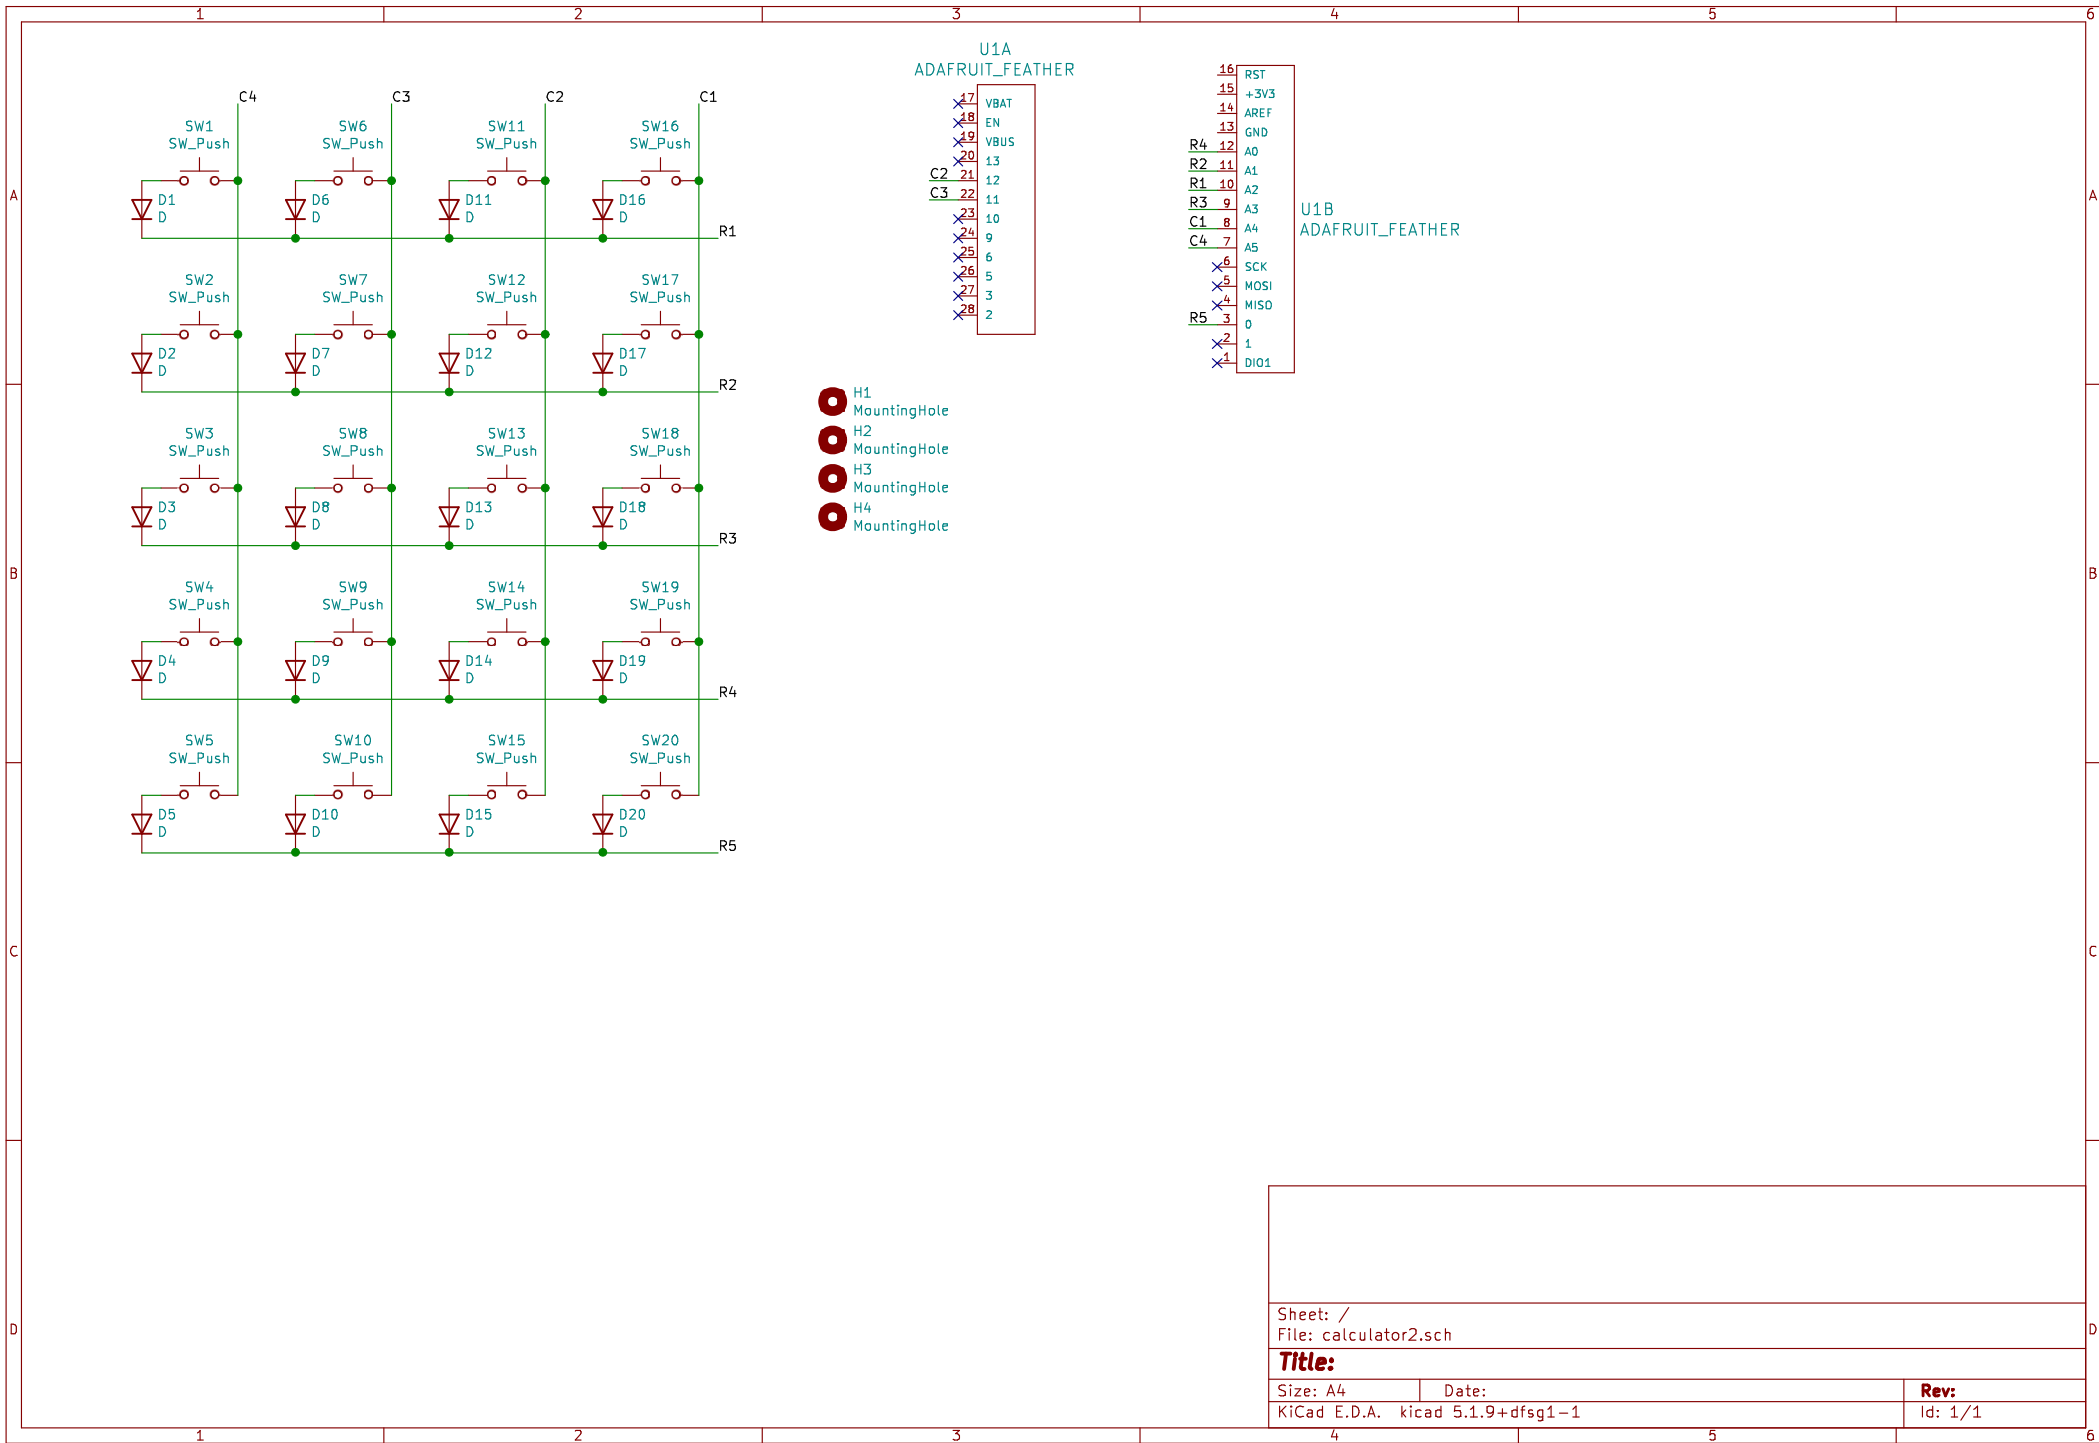 1 2 3 4 5 6
A
B
C
D
C4 C3 C2 C1
SW1 SW6 SW11 SW16
SW_Push SW_Push SW_Push SW_Push
D1 D6 D11 D16
D D D D
R1
SW2 SW7 SW12 SW17
SW_Push SW_Push SW_Push SW_Push
D2 D7 D12 D17
D D D D
R2
SW3 SW8 SW13 SW18
SW_Push SW_Push SW_Push SW_Push
D3 D8 D13 D18
D D D D
R3
SW4 SW9 SW14 SW19
SW_Push SW_Push SW_Push SW_Push
D4 D9 D14 D19
D D D D
R4
SW5 SW10 SW15 SW20
SW_Push SW_Push SW_Push SW_Push
D5 D10 D15 D20
D D D D
R5
U1A
ADAFRUIT_FEATHER
17 VBAT
18 EN
19 VBUS
20 13
C2 21 12
C3 22 11
23 10
24 9
25 6
26 5
27 3
28 2
16 RST
15 +3V3
14 AREF
13 GND
R4 12 A0
R2 11 A1
R1 10 A2
R3 9 A3
C1 8 A4
C4 7 A5
6 SCK
5 MOSI
4 MISO
R5 3 0
2 1
1 DIO1
U1B
ADAFRUIT_FEATHER
H1
MountingHole
H2
MountingHole
H3
MountingHole
H4
MountingHole
A
B
C
D
Sheet: /
File: calculator2.sch
Title:
Size: A4 Date: Rev:
KiCad E.D.A. kicad 5.1.9+dfsg1-1 Id: 1/1
1 2 3 4 5 6